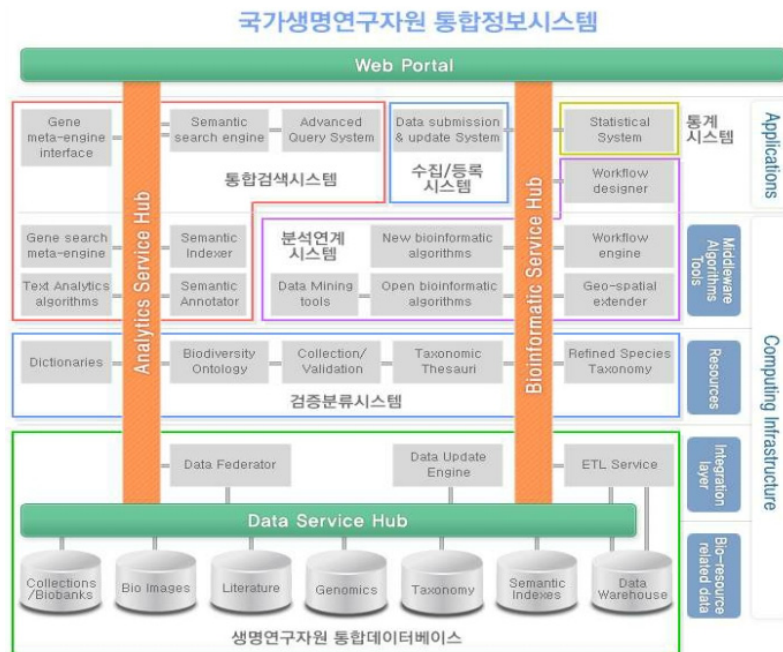 국가생명연구자원 통합정보시스템
Web Portal
Gene
meta-engine
interface
Semantic
search engine
Advanced
Query System
통합검색시스템
Data submission
& update System
수집/등록
시스템
Statistical
System
통계
시스템
Workflow
designer
Applications
Gene search
meta-engine
Semantic
Indexer
분석연계
시스템
New bioinformatic
algorithms
Workflow
engine
Text Analytics
algorithms
Semantic
Annotator
Data Mining
tools
Open bioinformatic
algorithms
Geo-spatial
extender
Middleware
Algorithms
Tools
Analytics Service Hub
Bioinformatic Service Hub
Dictionaries
Biodiversity
Ontology
Collection/
Validation
Taxonomic
Thesauri
Refined Species
Taxonomy
검증분류시스템
Resources
Computing Infrastructure
Data Federator
Data Update
Engine
ETL Service
Integration
layer
Data Service Hub
Collections
/Biobanks
Bio Images
Literature
Genomics
Taxonomy
Semantic
Indexes
Data
Warehouse
Bio-resource
related data
생명연구자원 통합데이터베이스